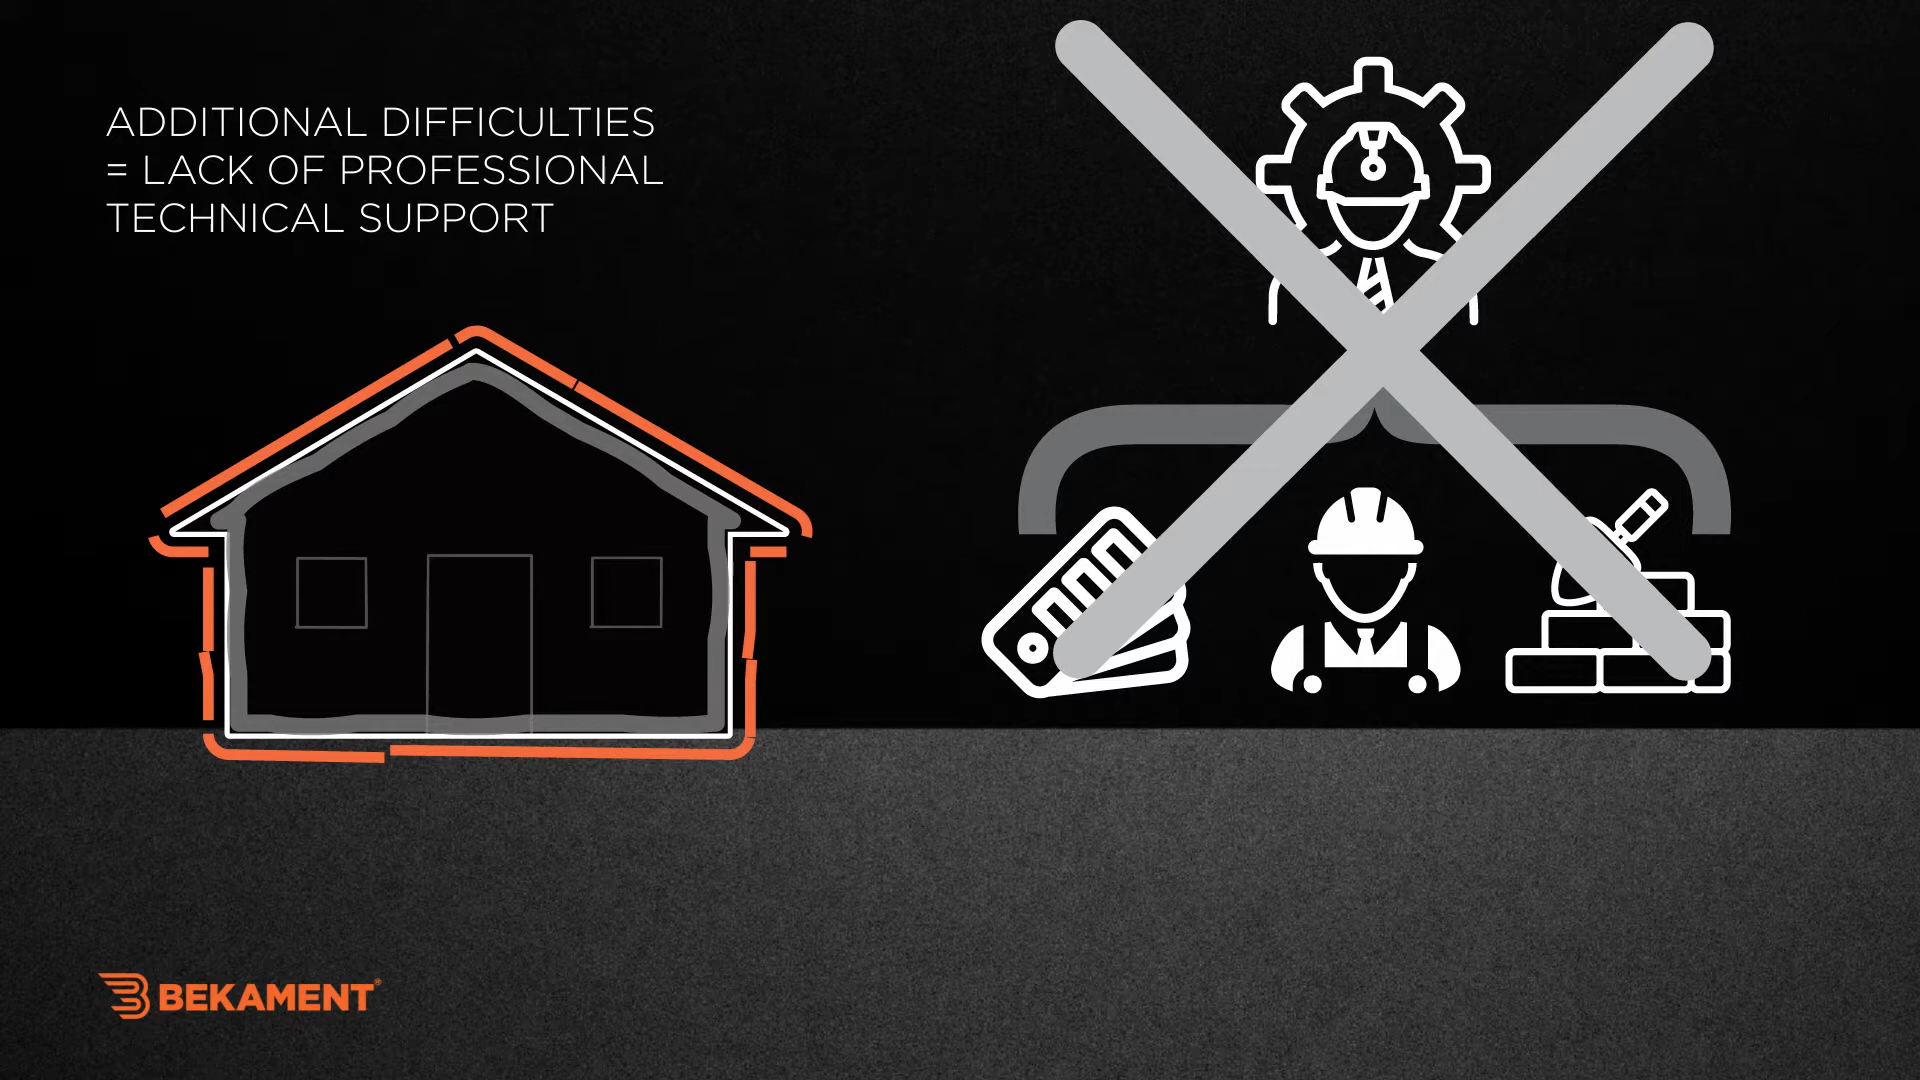 ADDITIONAL DIFFICULTIES
= LACK OF PROFESSIONAL
TECHNICAL SUPPORT
BEKAMENT®